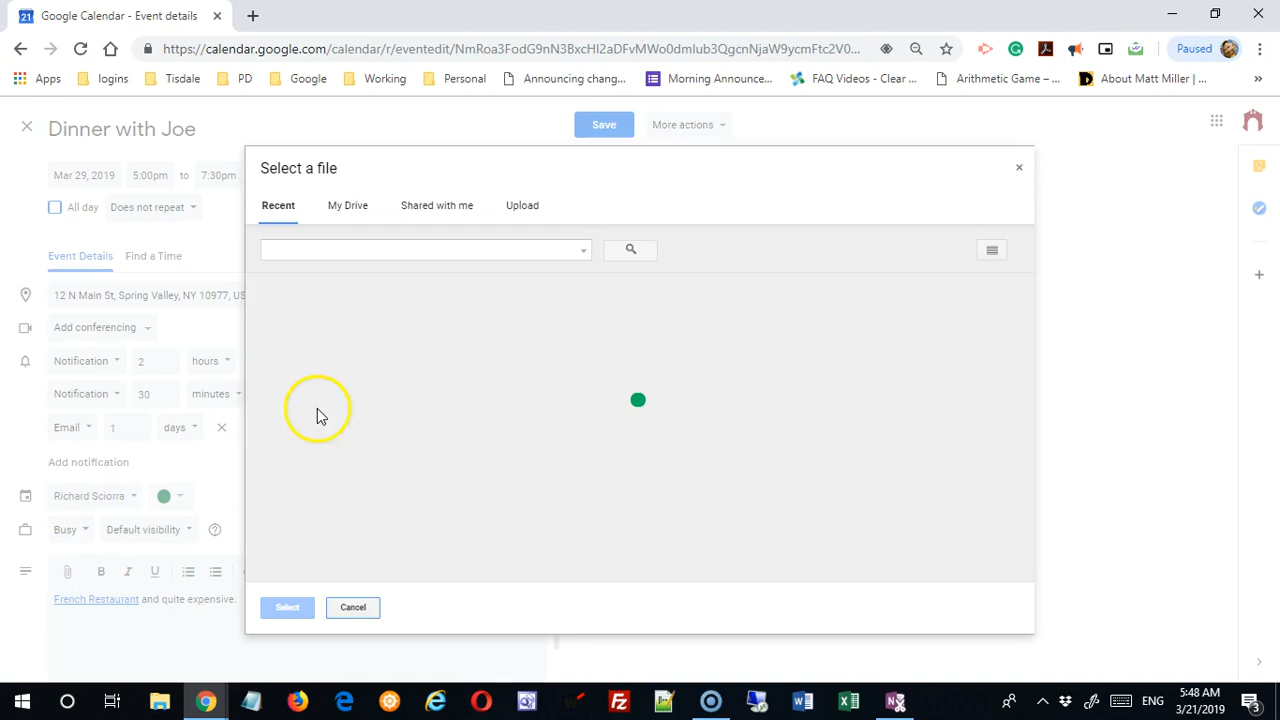 Google Calendar - Event details
https://calendar.google.com/calendar/r/eventedit/NmRoa3FodG9nN3BxcHI2aDFvMWo0dmlub3QgcmNjaW9ycmFtc2V0...
Paused
Apps logins Tisdale PD Google Working Personal Announcing chang... Morning Announce... FAQ Videos - Clear ... Arithmetic Game – ... About Matt Miller | ... »
Dinner with Joe
Save
More actions
Select a file
Mar 29, 2019 5:00pm to 7:30pm
All day Does not repeat
Recent My Drive Shared with me Upload
Event Details Find a Time
12 N Main St, Spring Valley, NY 10977, US
Add conferencing
Notification 2 hours
Notification 30 minutes
Email 1 days
Add notification
Richard Sciorra
Busy Default visibility
B I U
French Restaurant and quite expensive.
Select Cancel
ENG
5:48 AM
3/21/2019
3